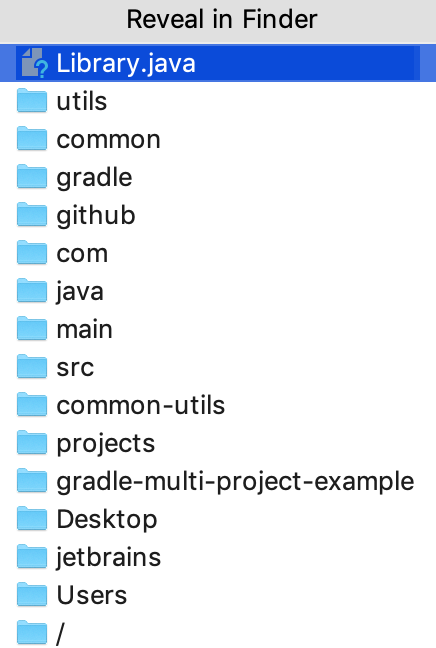 Reveal in Finder
Library.java
utils
common
gradle
github
com
java
main
src
common-utils
projects
gradle-multi-project-example
Desktop
jetbrains
Users
/